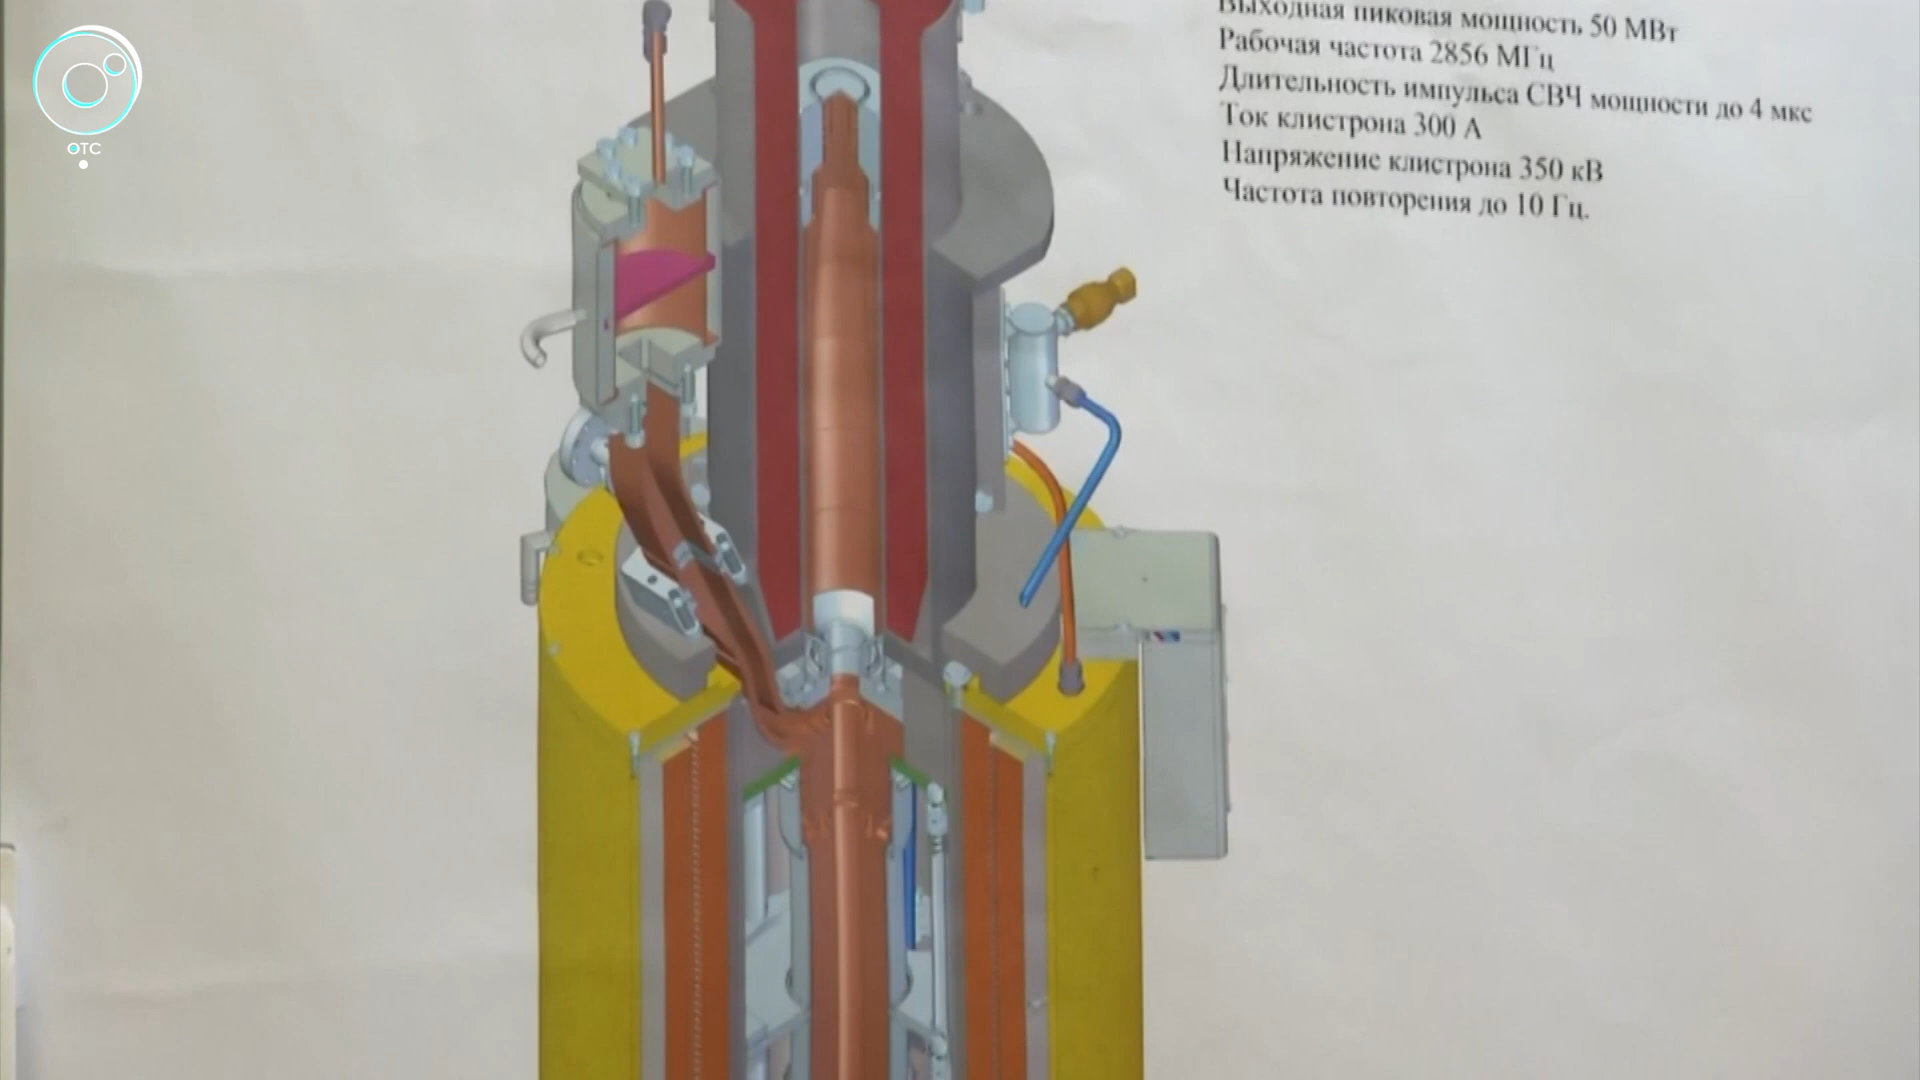 ОТС
Выходная пиковая мощность 50 МВт
Рабочая частота 2856 МГц
Длительность импульса СВЧ мощности до 4 мкс
Ток клистрона 300 А
Напряжение клистрона 350 кВ
Частота повторения до 10 Гц.